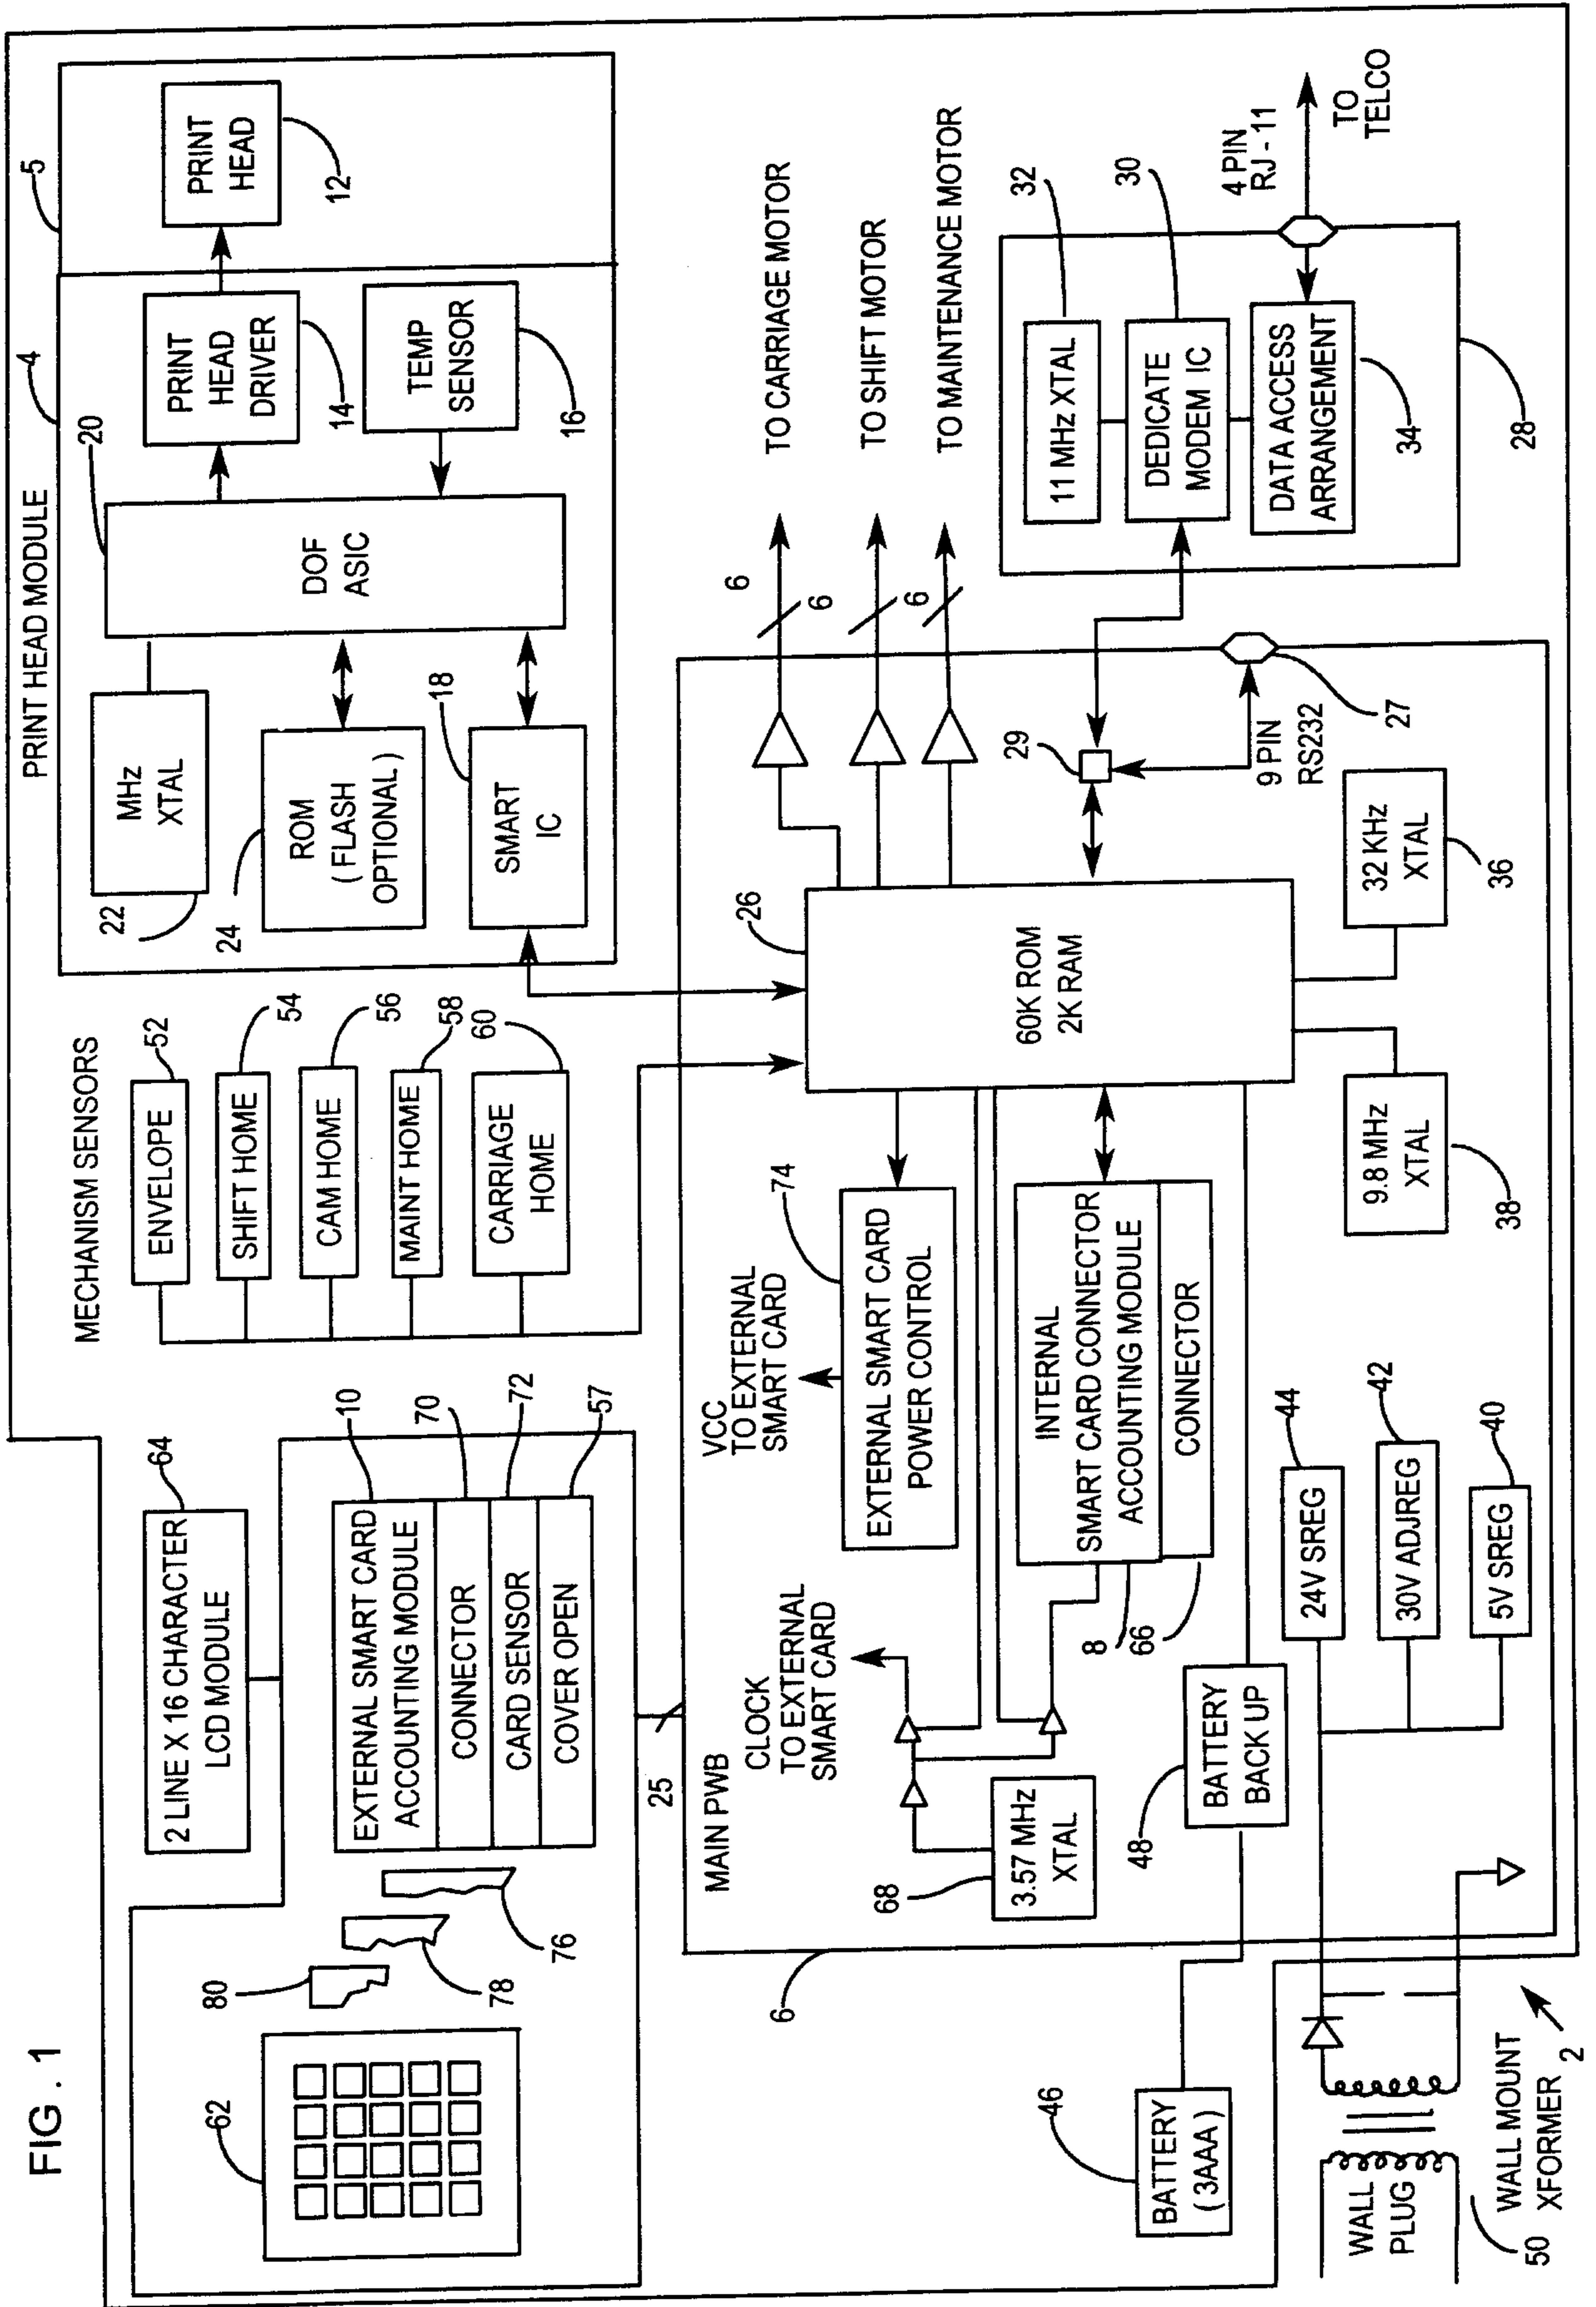 FIG. 1
PRINT HEAD MODULE
4
5
20
22
MHz
XTAL
24
ROM
(FLASH
OPTIONAL)
18
SMART
IC
DOF
ASIC
PRINT
HEAD
DRIVER
14
TEMP
SENSOR
16
PRINT
HEAD
12
MECHANISM SENSORS
ENVELOPE
52
SHIFT HOME
54
CAM HOME
56
MAINT HOME
58
CARRIAGE
HOME
60
2 LINE X 16 CHARACTER
LCD MODULE
64
EXTERNAL SMART CARD
ACCOUNTING MODULE
10
CONNECTOR
70
CARD SENSOR
72
COVER OPEN
57
62
80
78
76
25
MAIN PWB
6
CLOCK
TO EXTERNAL
SMART CARD
VCC
TO EXTERNAL
SMART CARD
74
EXTERNAL SMART CARD
POWER CONTROL
68
3.57 MHz
XTAL
INTERNAL
SMART CARD CONNECTOR
ACCOUNTING MODULE
CONNECTOR
8
66
26
60K ROM
2K RAM
6
6
6
TO CARRIAGE MOTOR
TO SHIFT MOTOR
TO MAINTENANCE MOTOR
29
9 PIN
RS232
27
11 MHz XTAL
32
DEDICATE
MODEM IC
30
DATA ACCESS
ARRANGEMENT
34
28
4 PIN
RJ-11
TO
TELCO
48
BATTERY
BACK UP
46
BATTERY
(3AAA)
24V SREG
44
30V ADJREG
42
5V SREG
40
9.8 MHz
XTAL
38
32 KHz
XTAL
36
WALL
PLUG
50
WALL MOUNT
XFORMER
2